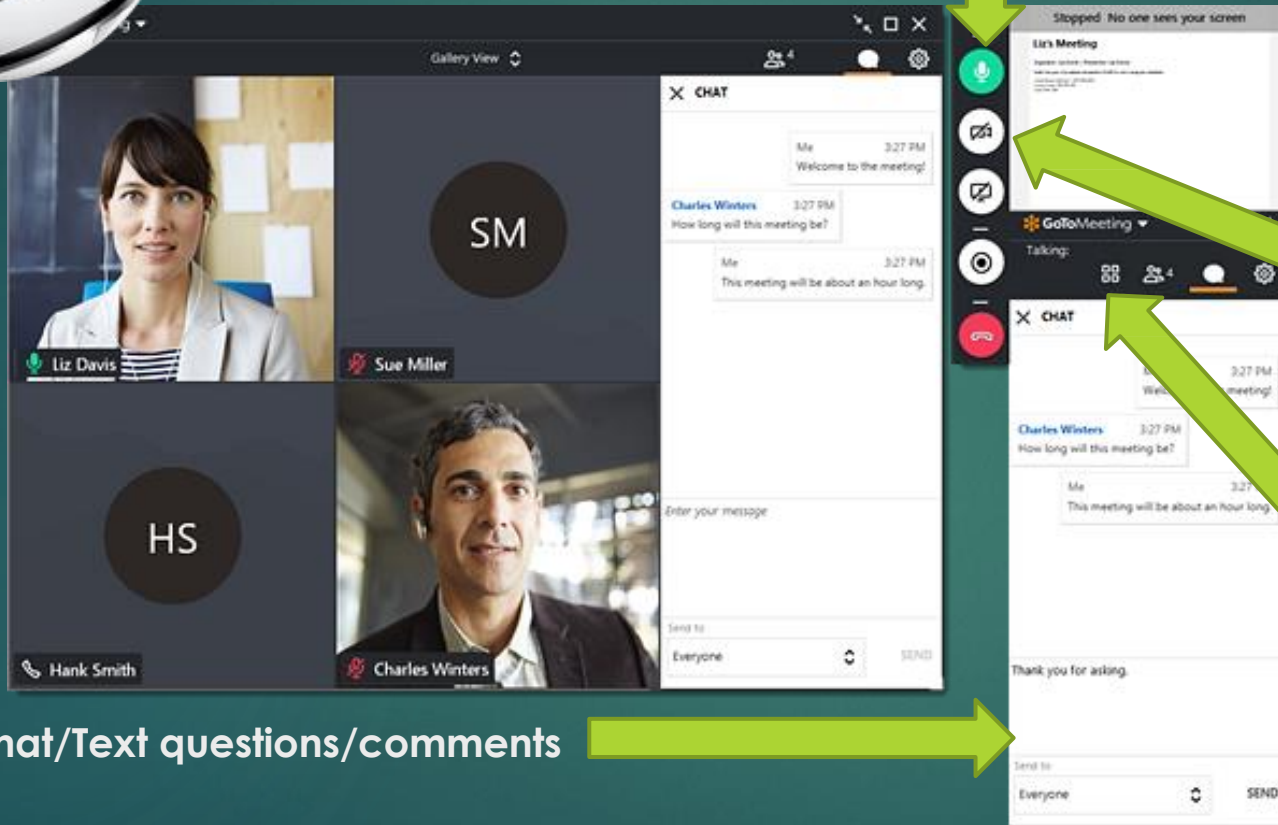 Gallery View
4
CHAT
Me 3:27 PM
Welcome to the meeting!
Charles Winters 3:27 PM
How long will this meeting be?
Me 3:27 PM
This meeting will be about an hour long.
Enter your message
Send to
Everyone
SEND
SM
Liz Davis
Sue Miller
HS
Hank Smith
Charles Winters
Stopped No one sees your screen
Liz's Meeting
GoToMeeting
Talking:
4
CHAT
3:27 PM
meeting!
Charles Winters 3:27 PM
How long will this meeting be?
Me
This meeting will be about an hour long.
Thank you for asking.
Send to
Everyone
SEND
hat/Text questions/comments